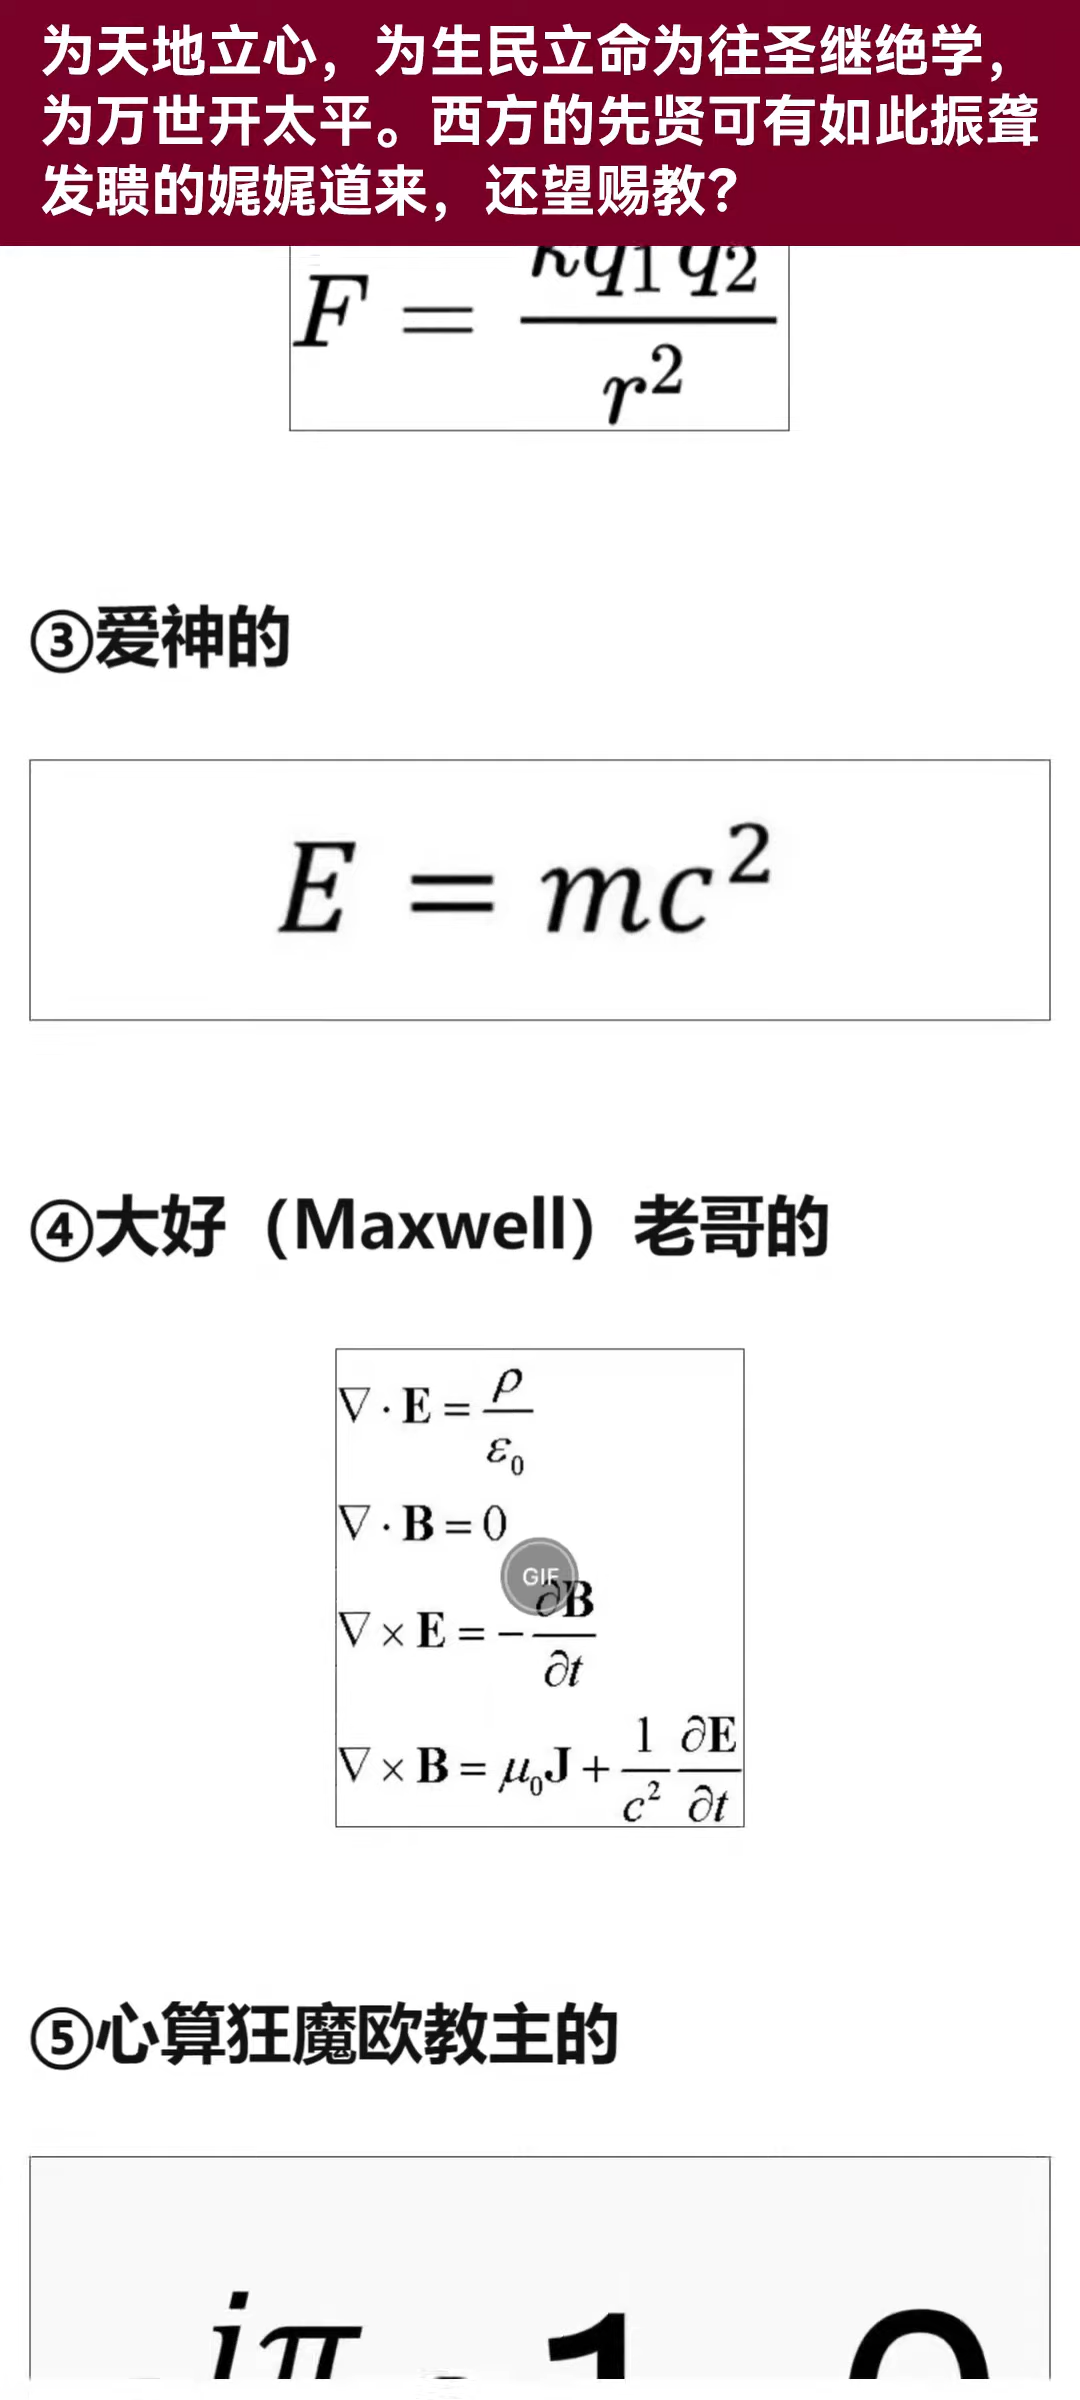 为天地立心，为生民立命为往圣继绝学，
为万世开太平。西方的先贤可有如此振聋
发聩的娓娓道来，还望赐教？
F = kq₁q₂ / r²
③爱神的
E = mc²
④大好（Maxwell）老哥的
∇ · E = ρ / ε₀
∇ · B = 0
GIF
∇ × E = − ∂B / ∂t
∇ × B = μ₀J + 1 / c² ∂E / ∂t
⑤心算狂魔欧教主的
iπ